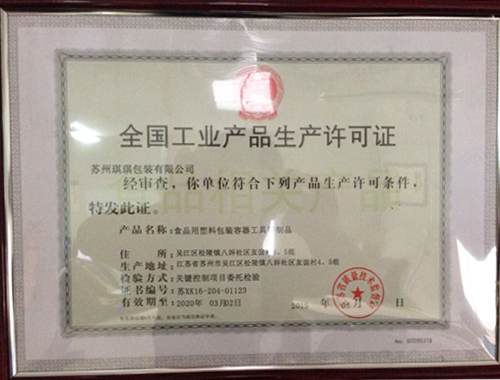 全国工业产品生产许可证
苏州琪琪包装有限公司
经审查，你单位符合下列产品生产许可条件，
特发此证。
产品名称：食品用塑料包装容器工具等制品
住所：吴江区松陵镇八坼社区友谊村4、5组
生产地址：江苏省苏州市吴江区松陵镇八坼社区友谊村4、5组
检验方式：关键控制项目委托检验
证书编号：苏XK16-204-01123
有效期至：2020年 03月02日
2015 年 月 日